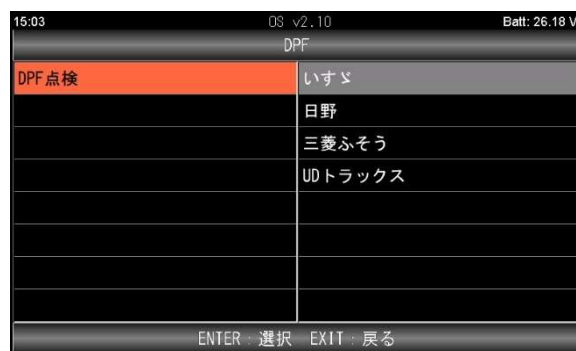 15:03 OS v2.10 Batt: 26.18 V
DPF
DPF点検 いすゞ
日野
三菱ふそう
UDトラックス
ENTER：選択 EXIT：戻る